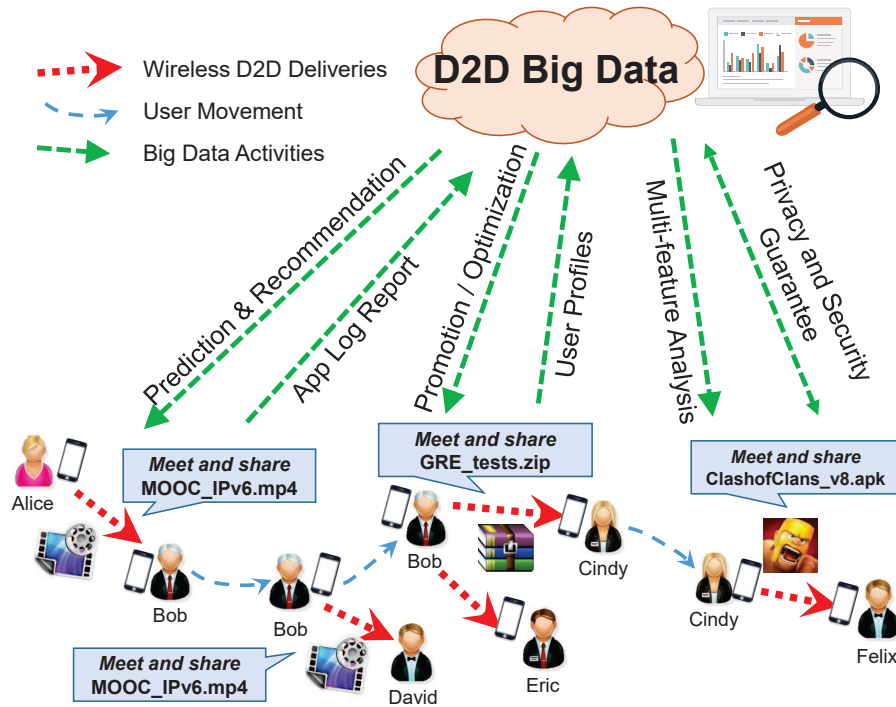 D2D Big Data
Wireless D2D Deliveries
User Movement
Big Data Activities
Prediction & Recommendation
App Log Report
Promotion / Optimization
User Profiles
Multi-feature Analysis
Privacy and Security
Guarantee
Alice
Meet and share
MOOC_IPv6.mp4
Bob
Bob
Meet and share
MOOC_IPv6.mp4
David
Meet and share
GRE_tests.zip
Bob
Cindy
Eric
Meet and share
ClashofClans_v8.apk
Cindy
Felix